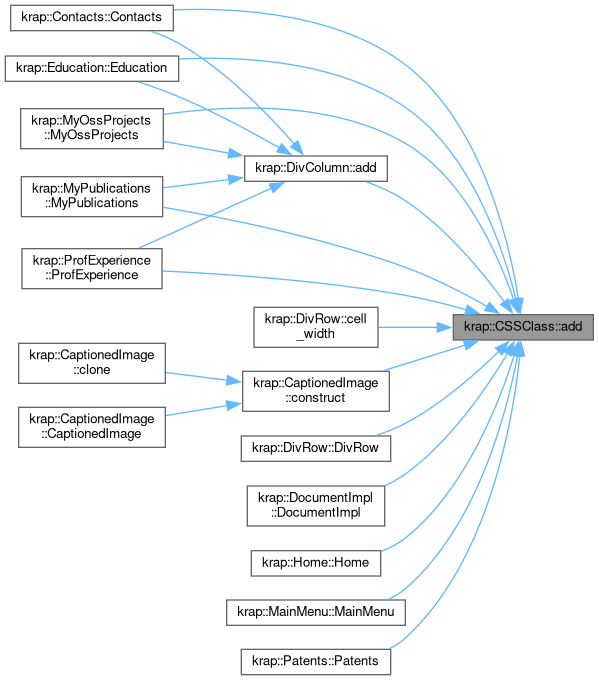 krap::Contacts::Contacts
krap::Education::Education
krap::MyOssProjects
::MyOssProjects
krap::DivColumn::add
krap::MyPublications
::MyPublications
krap::ProfExperience
::ProfExperience
krap::DivRow::cell
_width
krap::CSSClass::add
krap::CaptionedImage
::clone
krap::CaptionedImage
::construct
krap::CaptionedImage
::CaptionedImage
krap::DivRow::DivRow
krap::DocumentImpl
::DocumentImpl
krap::Home::Home
krap::MainMenu::MainMenu
krap::Patents::Patents